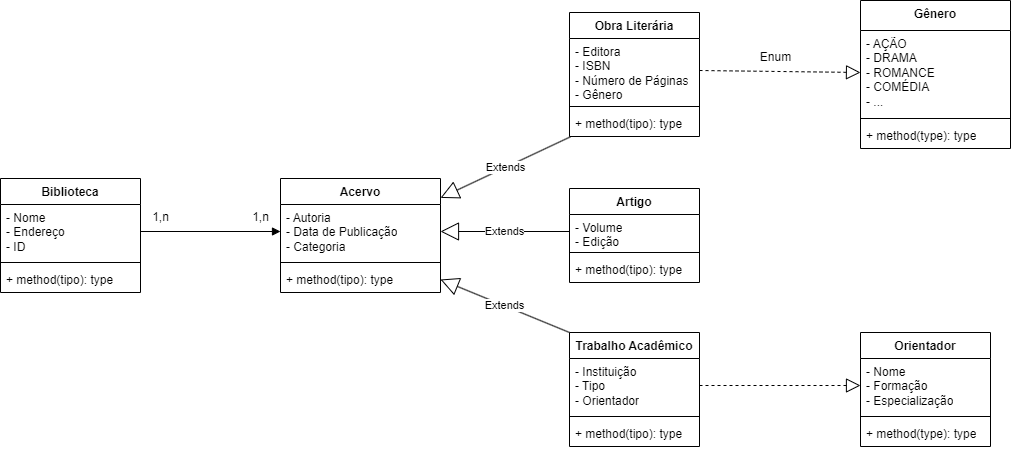 Obra Literária
- Editora
- ISBN
- Número de Páginas
- Gênero
+ method(tipo): type
Enum
Gênero
- AÇÃO
- DRAMA
- ROMANCE
- COMÉDIA
- ...
+ method(type): type
Extends
Biblioteca
- Nome
- Endereço
- ID
+ method(tipo): type
1,n
1,n
Acervo
- Autoria
- Data de Publicação
- Categoria
+ method(tipo): type
Extends
Artigo
- Volume
- Edição
+ method(tipo): type
Extends
Trabalho Acadêmico
- Instituição
- Tipo
- Orientador
+ method(tipo): type
Orientador
- Nome
- Formação
- Especialização
+ method(type): type